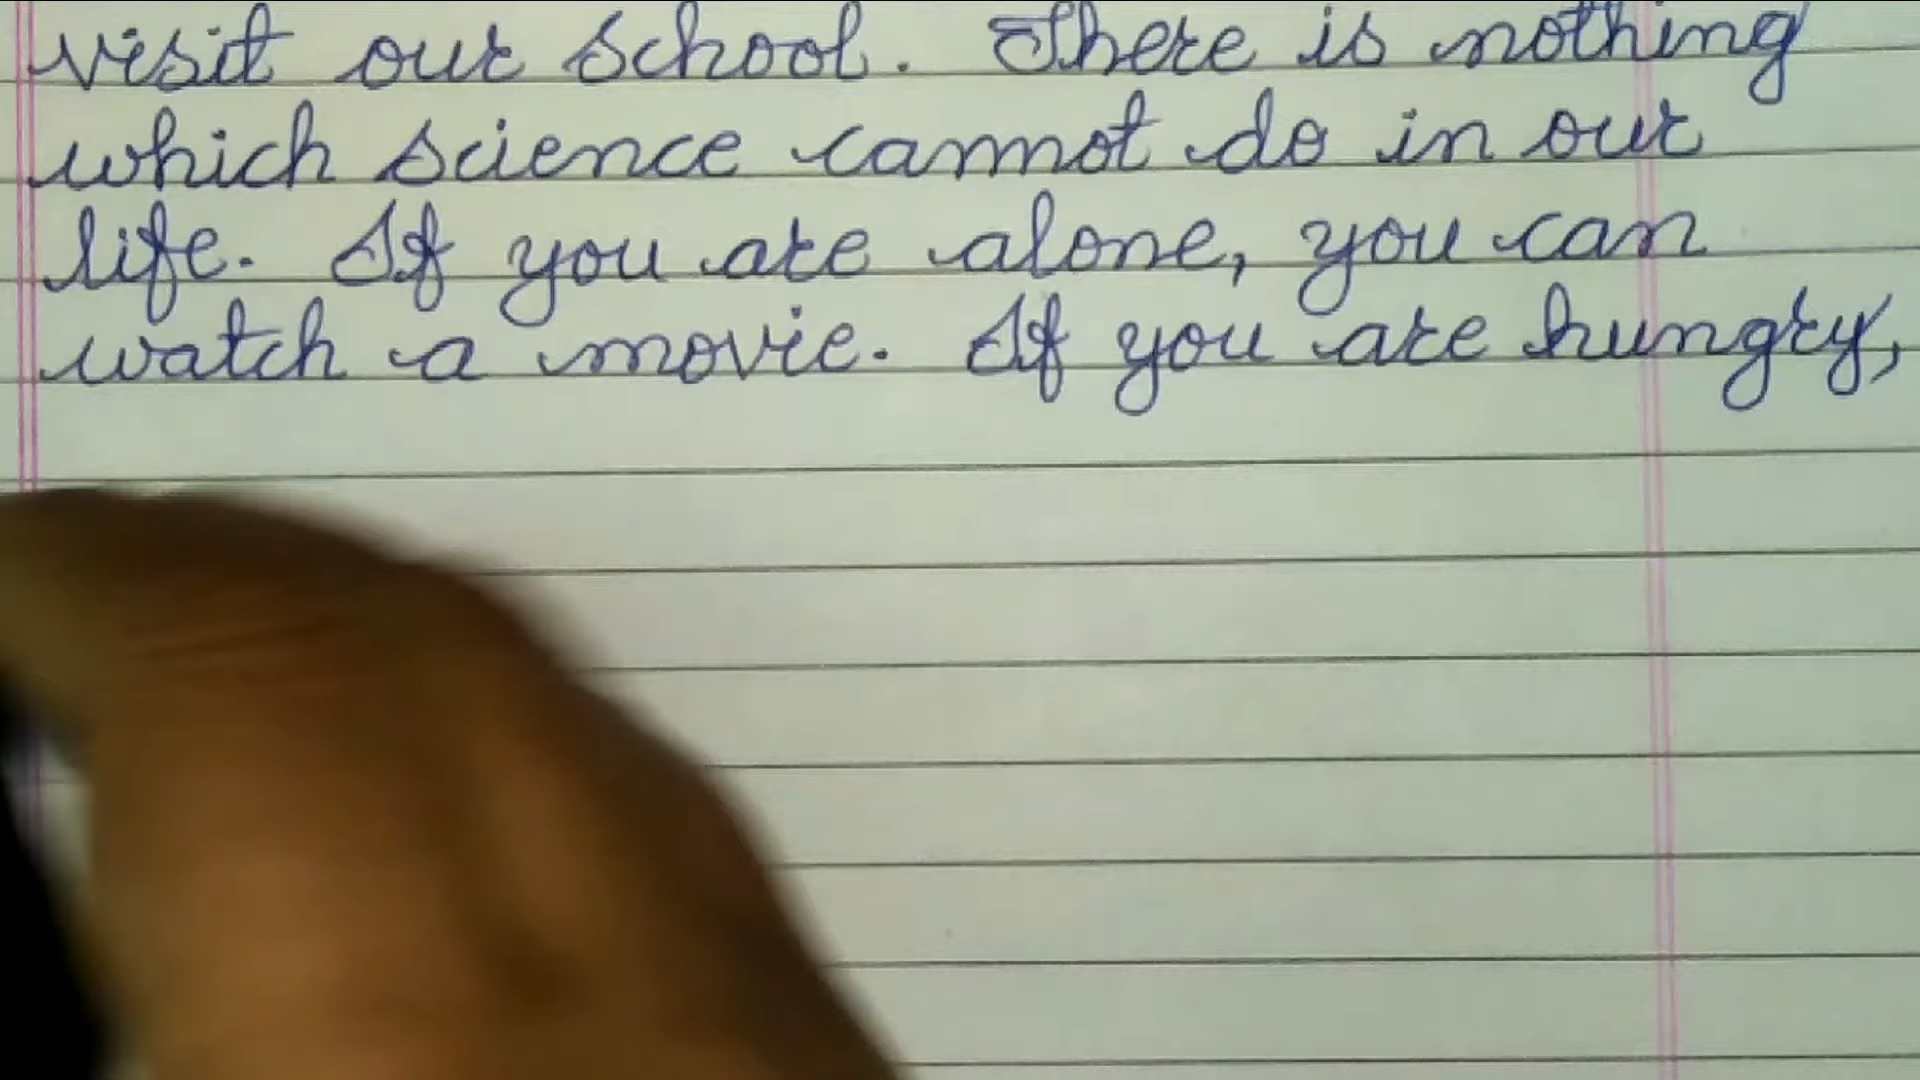 visit our school. There is nothing
which science cannot do in our
life. If you are alone, you can
watch a movie. If you are hungry,